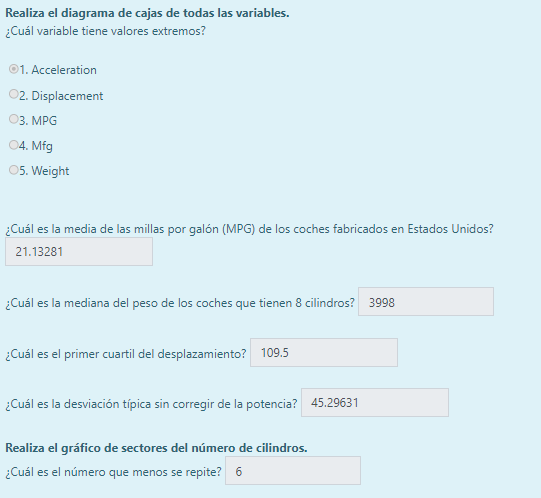 Realiza el diagrama de cajas de todas las variables.
¿Cuál variable tiene valores extremos?
1. Acceleration
2. Displacement
3. MPG
4. Mfg
5. Weight
¿Cuál es la media de las millas por galón (MPG) de los coches fabricados en Estados Unidos?
21.13281
¿Cuál es la mediana del peso de los coches que tienen 8 cilindros? 3998
¿Cuál es el primer cuartil del desplazamiento? 109.5
¿Cuál es la desviación típica sin corregir de la potencia? 45.29631
Realiza el gráfico de sectores del número de cilindros.
¿Cuál es el número que menos se repite? 6